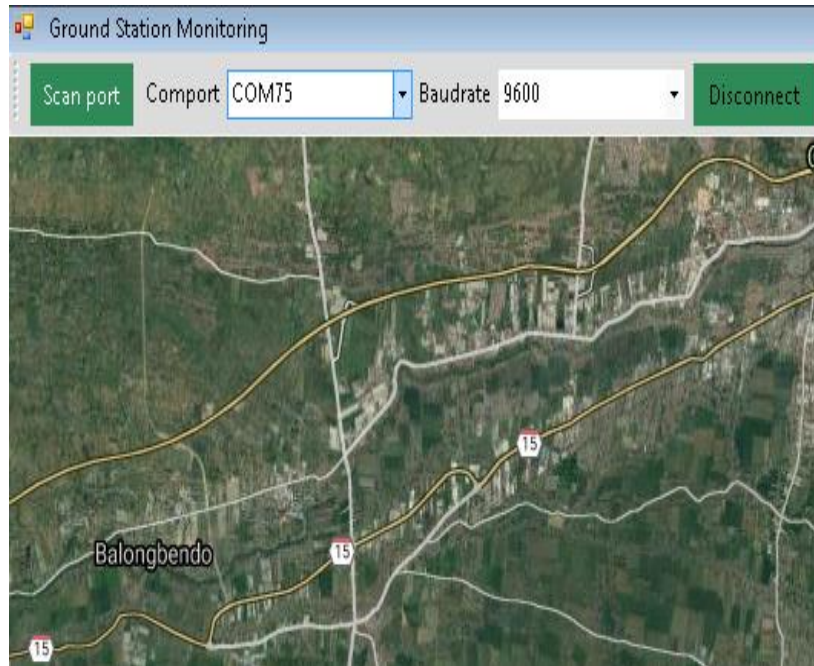 Ground Station Monitoring
Scan port Comport COM75 Baudrate 9600 Disconnect
15
15
Balongbendo
15